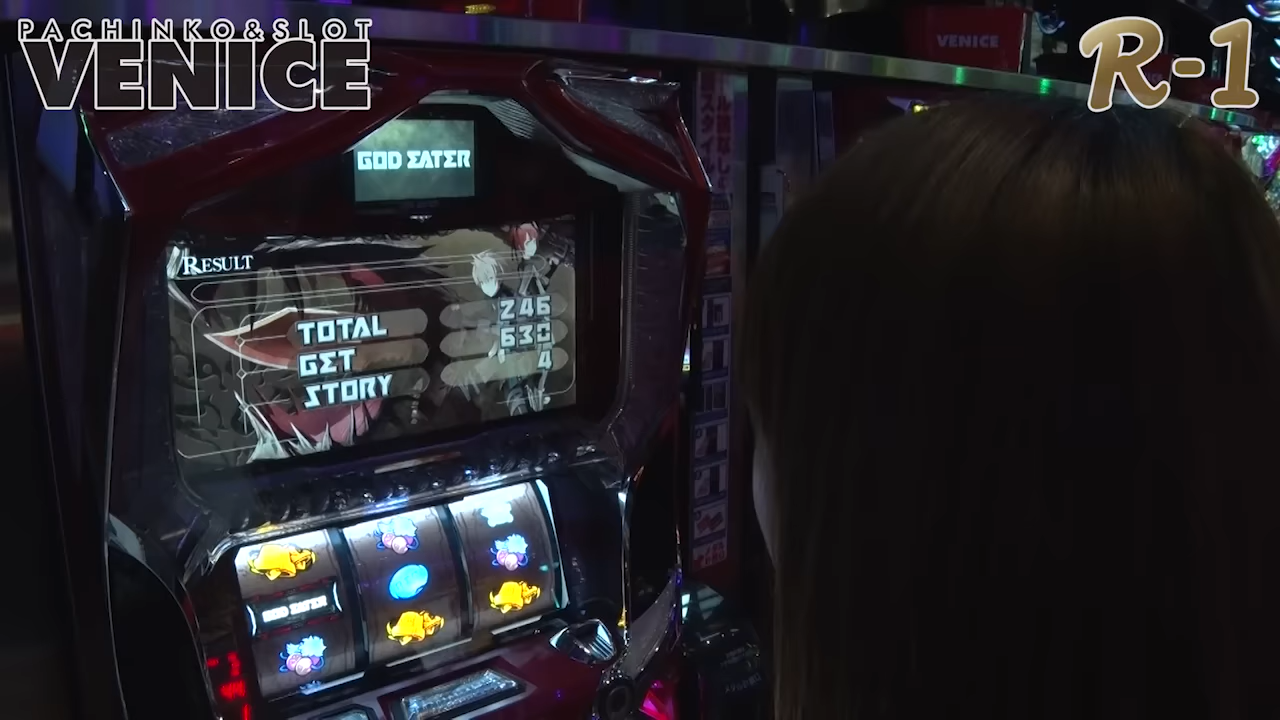 PACHINKO&SLOT
VENICE
R-1
VENICE
GOD EATER
RESULT
TOTAL 246
GET 630
STORY 4
GOD EATER